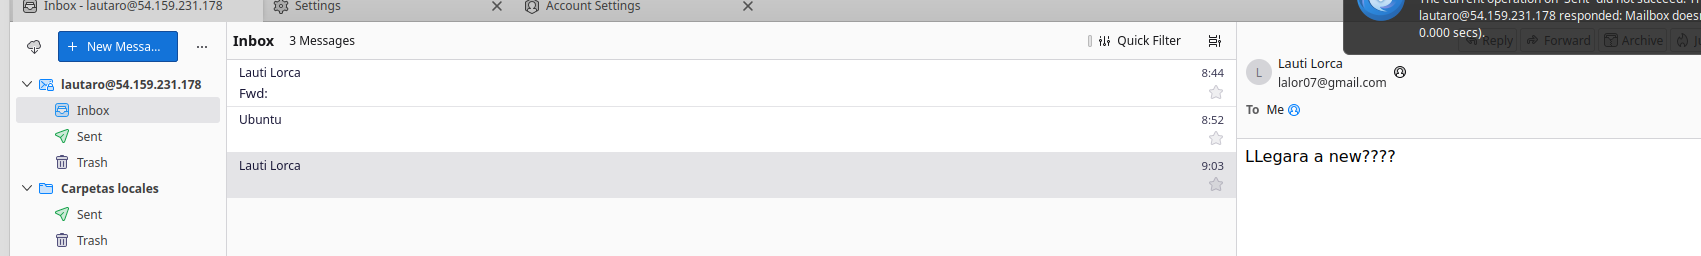 Inbox - lautaro@54.159.231.178
Settings
Account Settings
The current operation on 'Sent' did not succeed.
lautaro@54.159.231.178 responded: Mailbox does
0.000 secs).
New Messa...
Inbox 3 Messages
Quick Filter
Reply Forward Archive
lautaro@54.159.231.178
Inbox
Sent
Trash
Carpetas locales
Sent
Trash
Lauti Lorca 8:44
Fwd:
Ubuntu 8:52
Lauti Lorca 9:03
L
Lauti Lorca
lalor07@gmail.com
To Me
LLegara a new????